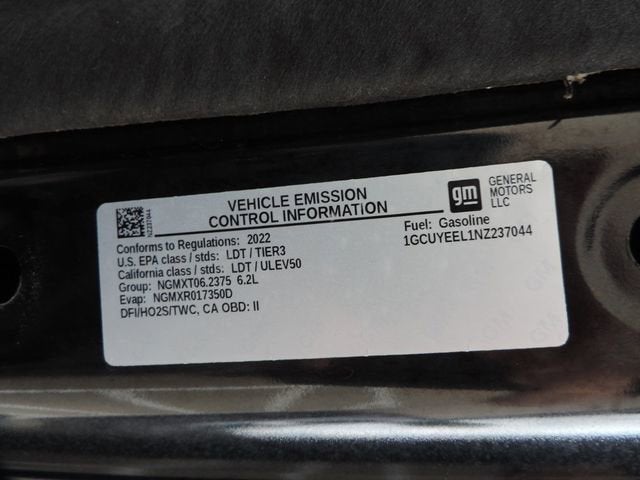 VEHICLE EMISSION
CONTROL INFORMATION
gm
GENERAL
MOTORS
LLC
NZ237044
Conforms to Regulations: 2022
U.S. EPA class / stds: LDT / TIER3
California class / stds: LDT / ULEV50
Group: NGMXT06.2375 6.2L
Evap: NGMXR017350D
DFI/HO2S/TWC, CA OBD: II
Fuel: Gasoline
1GCUYEEL1NZ237044